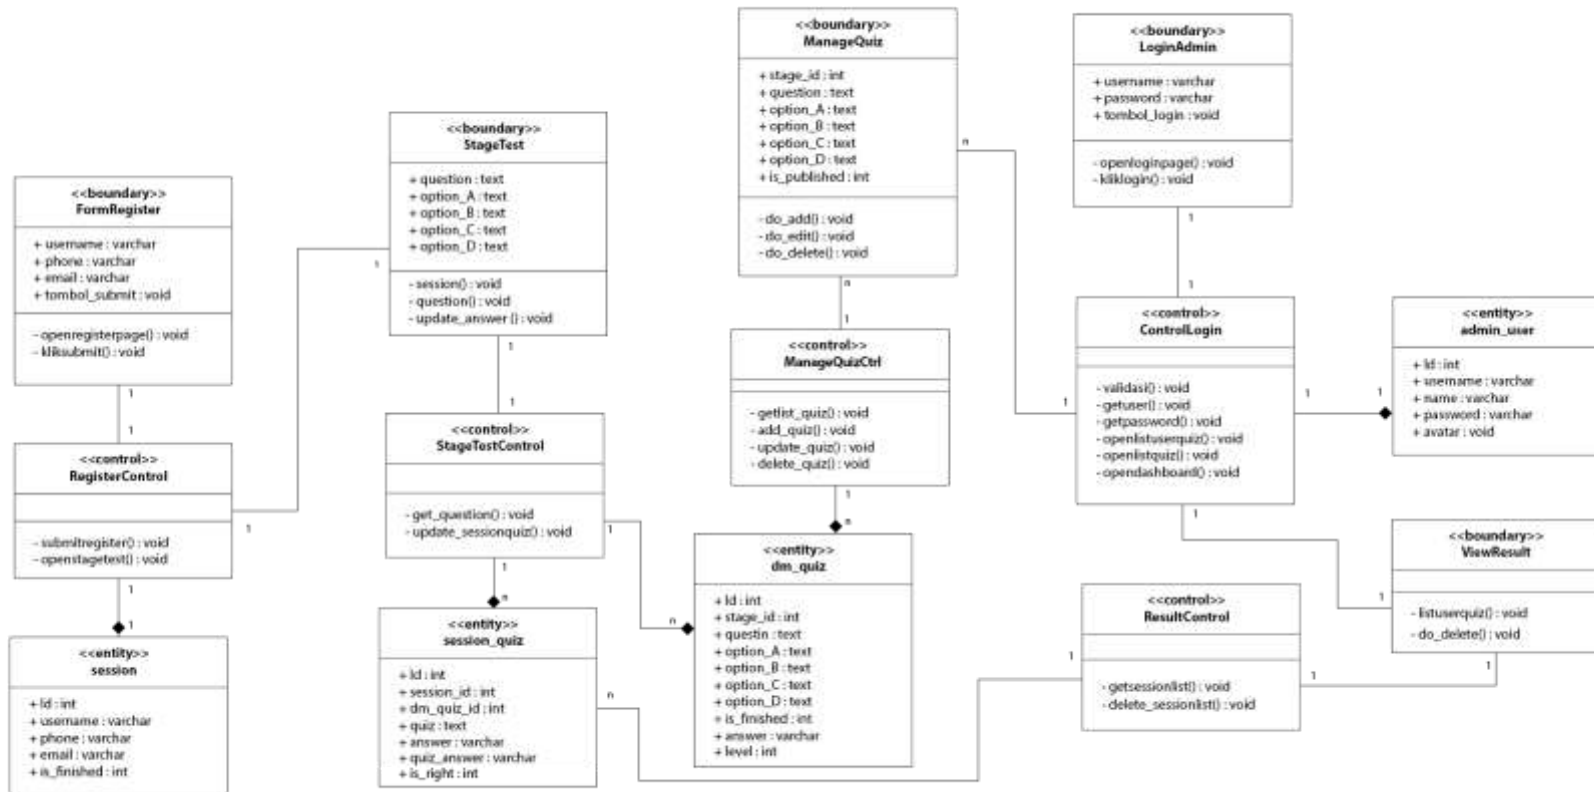 <<boundary>>
FormRegister
+ username : varchar
+ phone : varchar
+ email : varchar
+ tombol_submit : void
- openregisterpage() : void
- kliksubmit() : void
1
1
<<control>>
RegisterControl
- submitregister() : void
- openstagetest() : void
1
1
1
1
<<entity>>
session
+ Id : int
+ username : varchar
+ phone : varchar
+ email : varchar
+ is_finished : int
<<boundary>>
StageTest
+ question : text
+ option_A : text
+ option_B : text
+ option_C : text
+ option_D : text
- session() : void
- question() : void
- update_answer () : void
1
1
<<control>>
StageTestControl
- get_question() : void
- update_sessionquiz() : void
1
n
1
n
<<entity>>
session_quiz
+ Id : int
+ session_id : int
+ dm_quiz_id : int
+ quiz : text
+ answer : varchar
+ quiz_answer : varchar
+ is_right : int
n
<<boundary>>
ManageQuiz
+ stage_id : int
+ question : text
+ option_A : text
+ option_B : text
+ option_C : text
+ option_D : text
+ is_published : int
- do_add() : void
- do_edit() : void
- do_delete() : void
n
n
1
<<control>>
ManageQuizCtrl
- getlist_quiz() : void
- add_quiz() : void
- update_quiz() : void
- delete_quiz() : void
1
n
<<entity>>
dm_quiz
+ Id : int
+ stage_id : int
+ questin : text
+ option_A : text
+ option_B : text
+ option_C : text
+ option_D : text
+ is_finished : int
+ answer : varchar
+ level : int
<<boundary>>
LoginAdmin
+ username : varchar
+ password : varchar
+ tombol_login : void
- openloginpage() : void
- kliklogin() : void
1
1
<<control>>
ControlLogin
- validasi() : void
- getuser() : void
- getpassword() : void
- openlistuserquiz() : void
- openlistquiz() : void
- opendashboard() : void
1
1
1
1
<<entity>>
admin_user
+ Id : int
+ username : varchar
+ name : varchar
+ password : varchar
+ avatar : void
<<boundary>>
ViewResult
- listuserquiz() : void
- do_delete() : void
1
1
<<control>>
ResultControl
- getsessionlist() : void
- delete_sessionlist() : void
1
1